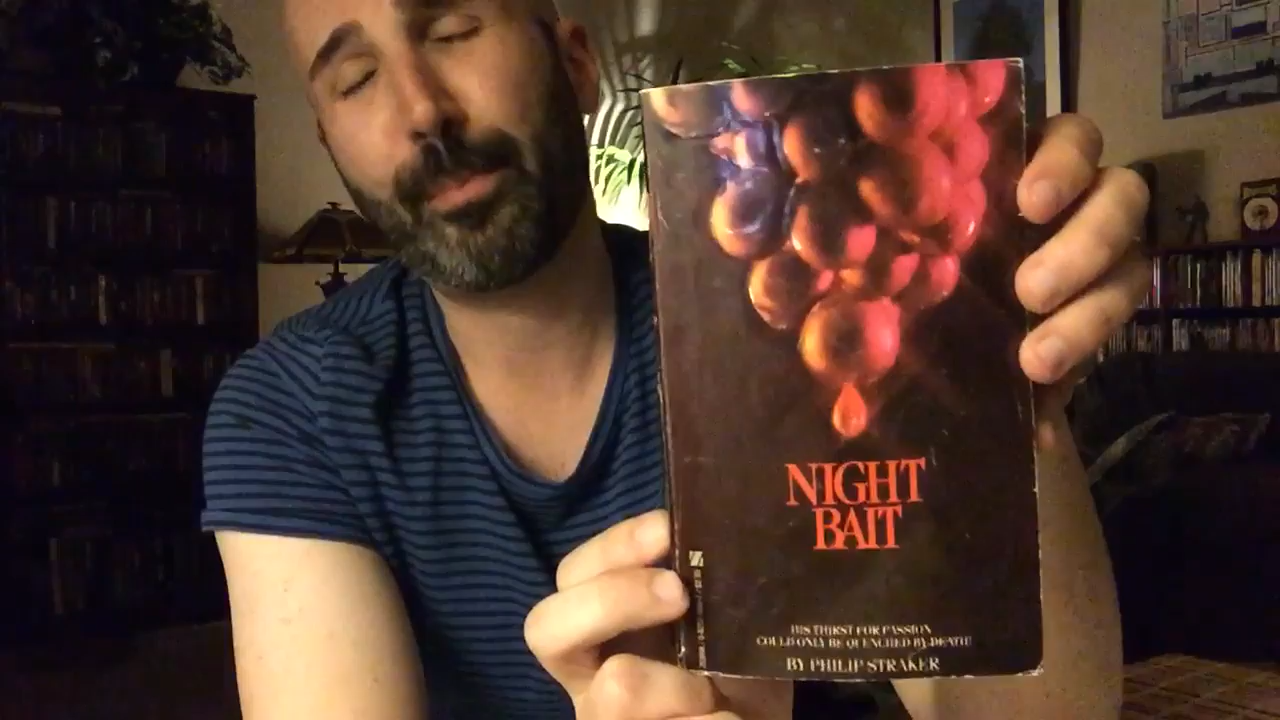 NIGHT
BAIT
HIS THIRST FOR PASSION
COULD ONLY BE QUENCHED BY DEATH!
BY PHILIP STRAKER